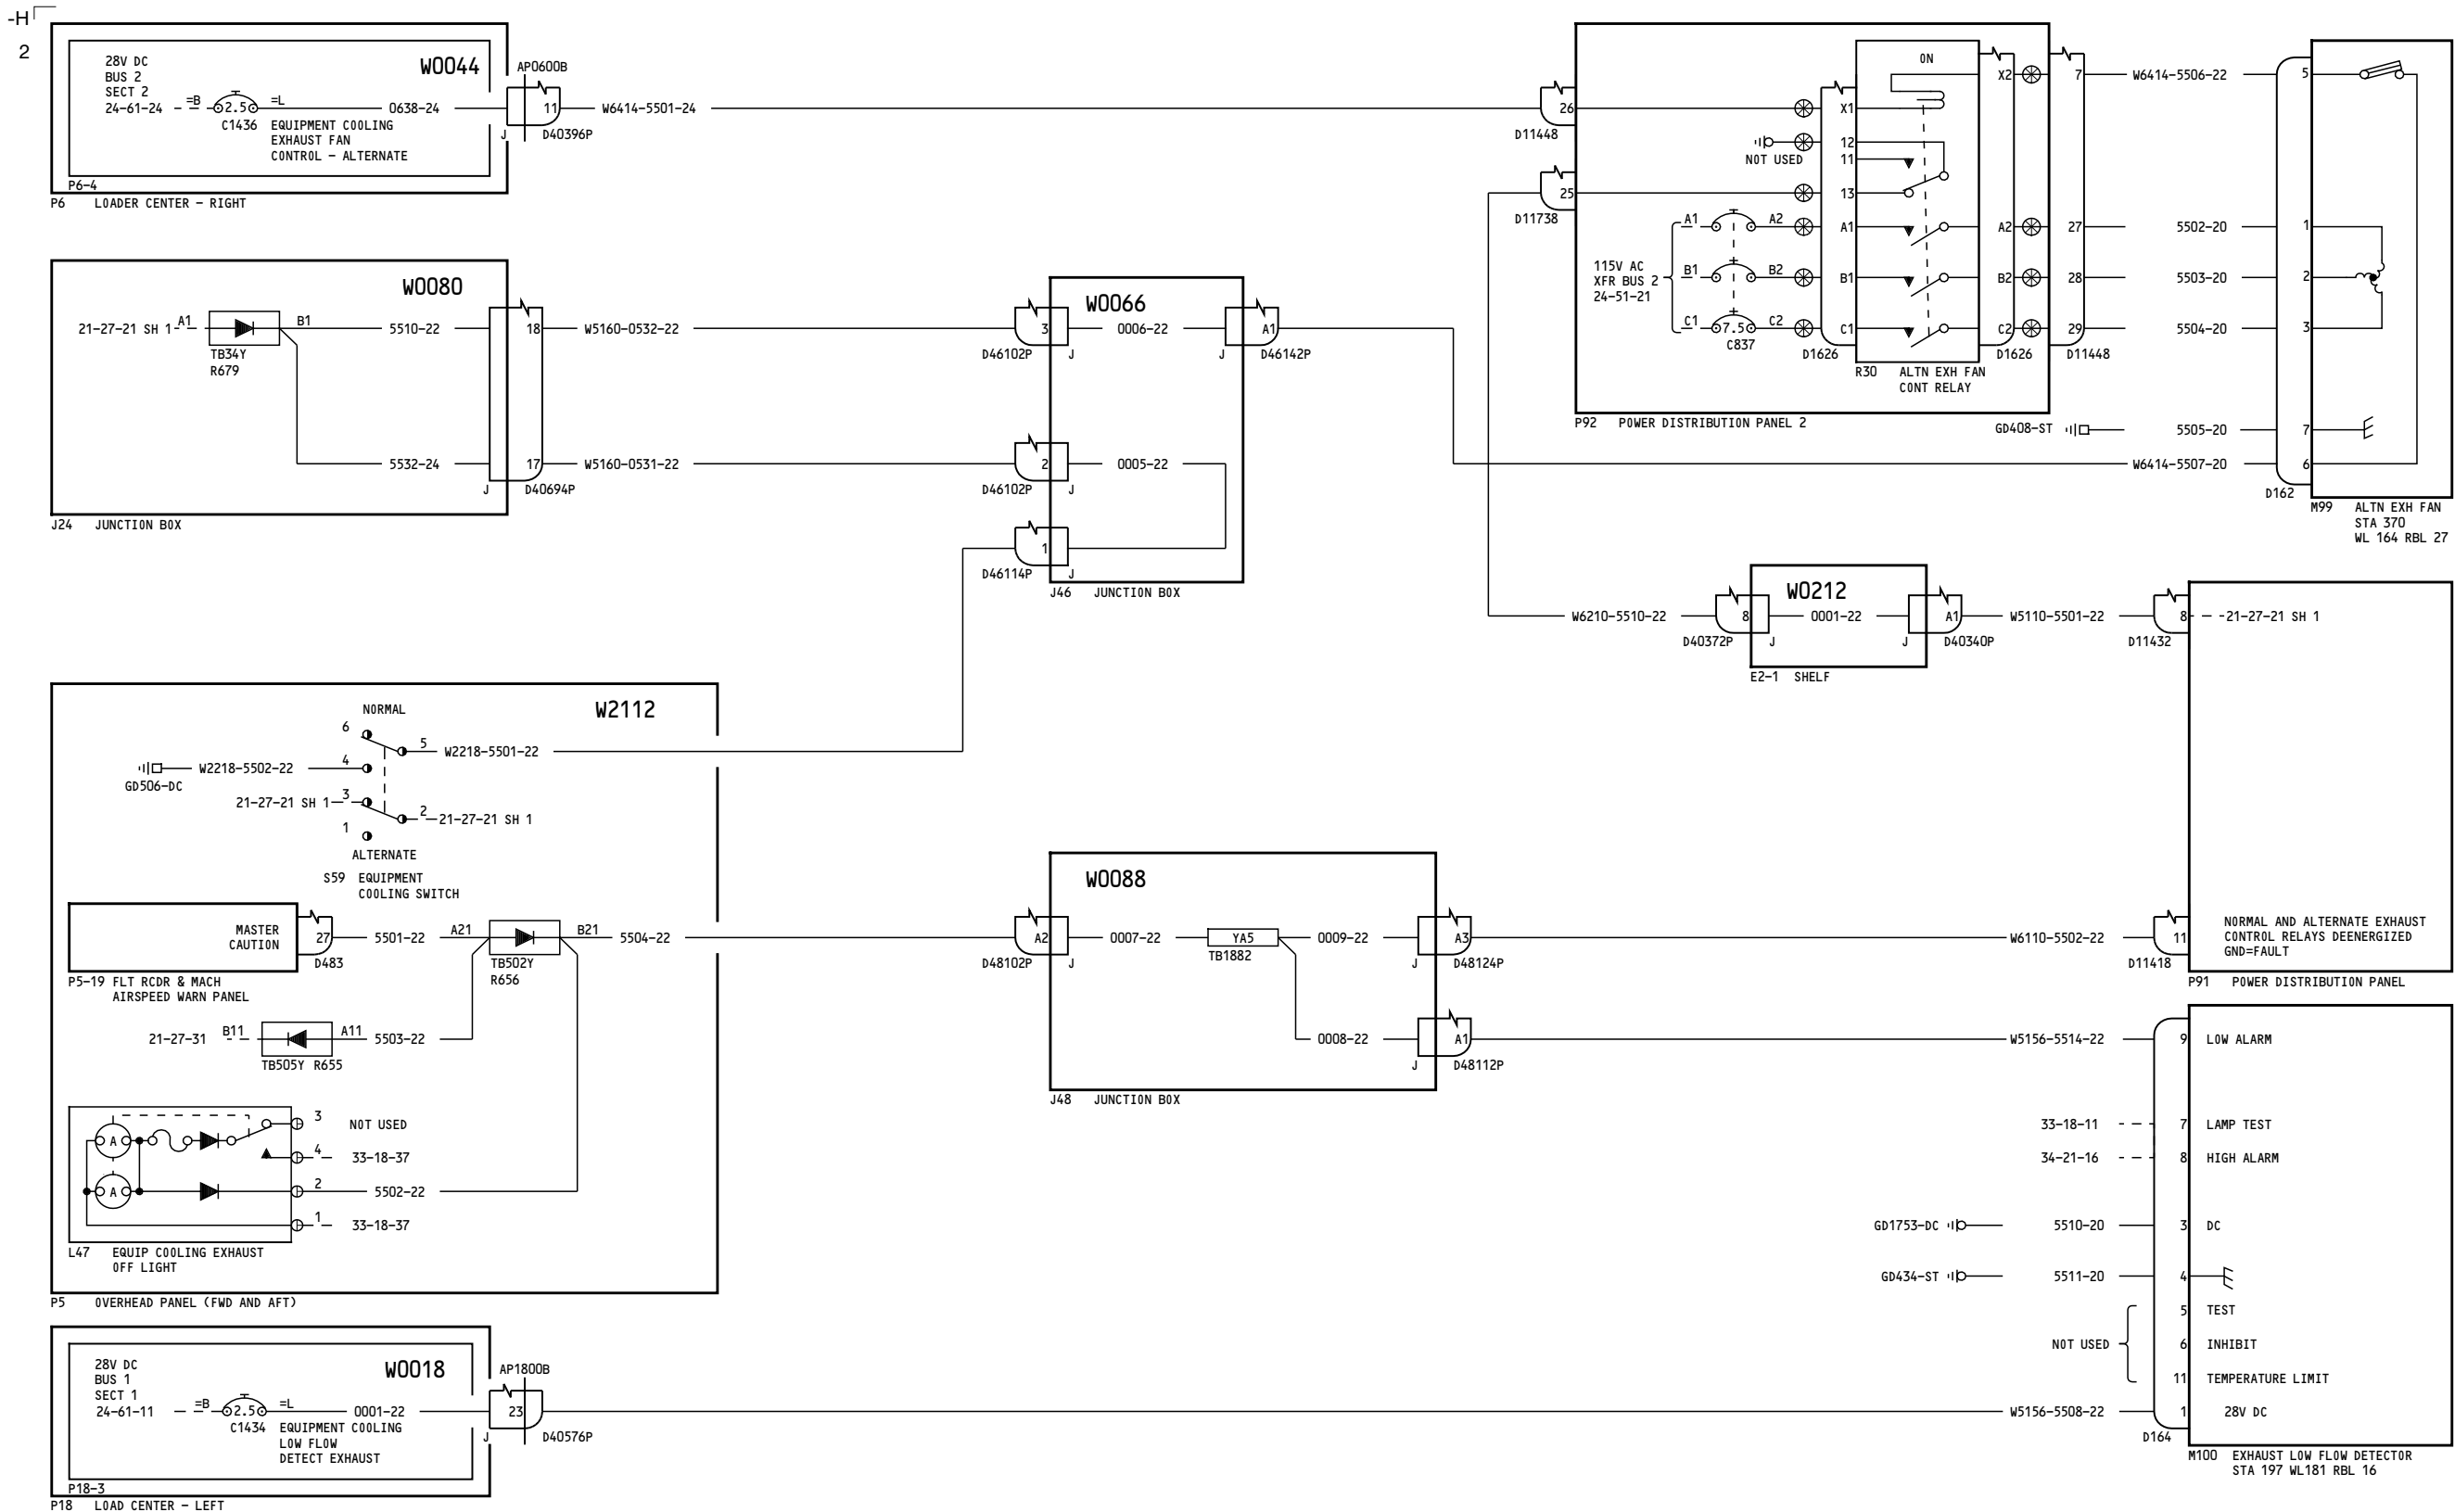 -H
2
28V DC
BUS 2
SECT 2
24-61-24
=B
2.5
=L
C1436
EQUIPMENT COOLING
EXHAUST FAN
CONTROL - ALTERNATE
0638-24
W0044
P6-4
P6 LOADER CENTER - RIGHT
AP0600B
11
J
D40396P
W6414-5501-24
26
D11448
25
D11738
NOT USED
115V AC
XFR BUS 2
24-51-21
A1
A2
B1
B2
C1
7.5
C2
C837
X1
12
11
13
A1
B1
C1
D1626
ON
R30 ALTN EXH FAN
CONT RELAY
X2
A2
B2
C2
D1626
7
27
28
29
D11448
P92 POWER DISTRIBUTION PANEL 2
W6414-5506-22
5502-20
5503-20
5504-20
GD408-ST
5505-20
W6414-5507-20
5
1
2
3
7
6
D162
M99 ALTN EXH FAN
STA 370
WL 164 RBL 27
W0080
21-27-21 SH 1
A1
B1
TB34Y
R679
5510-22
5532-24
18
17
J
D40694P
J24 JUNCTION BOX
W5160-0532-22
W5160-0531-22
3
D46102P
J
2
D46102P
J
1
D46114P
J
W0066
0006-22
0005-22
A1
J
D46142P
J46 JUNCTION BOX
W6210-5510-22
8
D40372P
J
W0212
0001-22
J
A1
D40340P
E2-1 SHELF
W5110-5501-22
8
D11432
21-27-21 SH 1
W2112
NORMAL
6
5
W2218-5501-22
4
W2218-5502-22
GD506-DC
21-27-21 SH 1
3
2
21-27-21 SH 1
1
ALTERNATE
S59 EQUIPMENT
COOLING SWITCH
MASTER
CAUTION
27
D483
P5-19 FLT RCDR & MACH
AIRSPEED WARN PANEL
5501-22
A21
B21
TB502Y
R656
5504-22
21-27-31
B11
A11
TB505Y R655
5503-22
A
A
3
NOT USED
4
33-18-37
2
5502-22
1
33-18-37
L47 EQUIP COOLING EXHAUST
OFF LIGHT
P5 OVERHEAD PANEL (FWD AND AFT)
A2
D48102P
J
W0088
0007-22
YA5
TB1882
0009-22
0008-22
A3
J
D48124P
A1
J
D48112P
J48 JUNCTION BOX
W6110-5502-22
11
D11418
NORMAL AND ALTERNATE EXHAUST
CONTROL RELAYS DEENERGIZED
GND=FAULT
P91 POWER DISTRIBUTION PANEL
W5156-5514-22
9 LOW ALARM
33-18-11
7 LAMP TEST
34-21-16
8 HIGH ALARM
GD1753-DC
5510-20
3 DC
GD434-ST
5511-20
4
5 TEST
NOT USED
6 INHIBIT
11 TEMPERATURE LIMIT
W5156-5508-22
1 28V DC
D164
M100 EXHAUST LOW FLOW DETECTOR
STA 197 WL181 RBL 16
28V DC
BUS 1
SECT 1
24-61-11
=B
2.5
=L
C1434
EQUIPMENT COOLING
LOW FLOW
DETECT EXHAUST
0001-22
W0018
P18-3
P18 LOAD CENTER - LEFT
AP1800B
23
J
D40576P